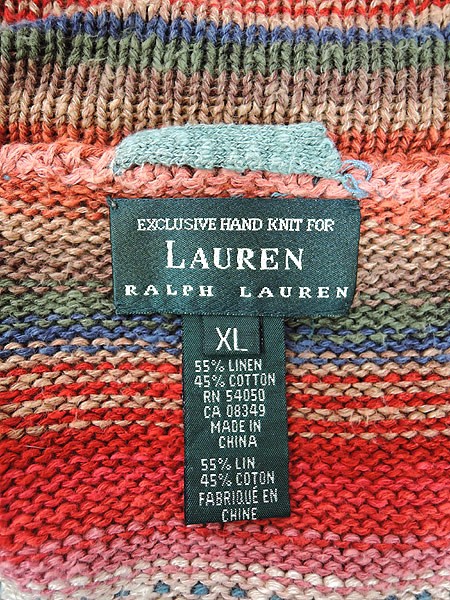 EXCLUSIVE HAND KNIT FOR
LAUREN
RALPH LAUREN
XL
55% LINEN
45% COTTON
RN 54050
CA 08349
MADE IN
CHINA
55% LIN
45% COTON
FABRIQUÉ EN
CHINE